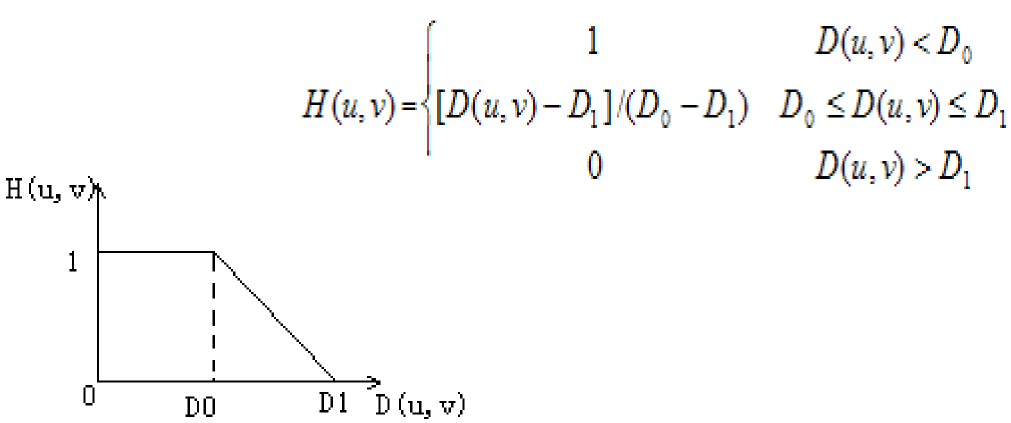 1 D(u,v) < D₀
H(u,v) = { [D(u,v) − D₁]/(D₀ − D₁) D₀ ≤ D(u,v) ≤ D₁
0 D(u,v) > D₁
H(u,v)
1
0
D0
D1
D(u,v)